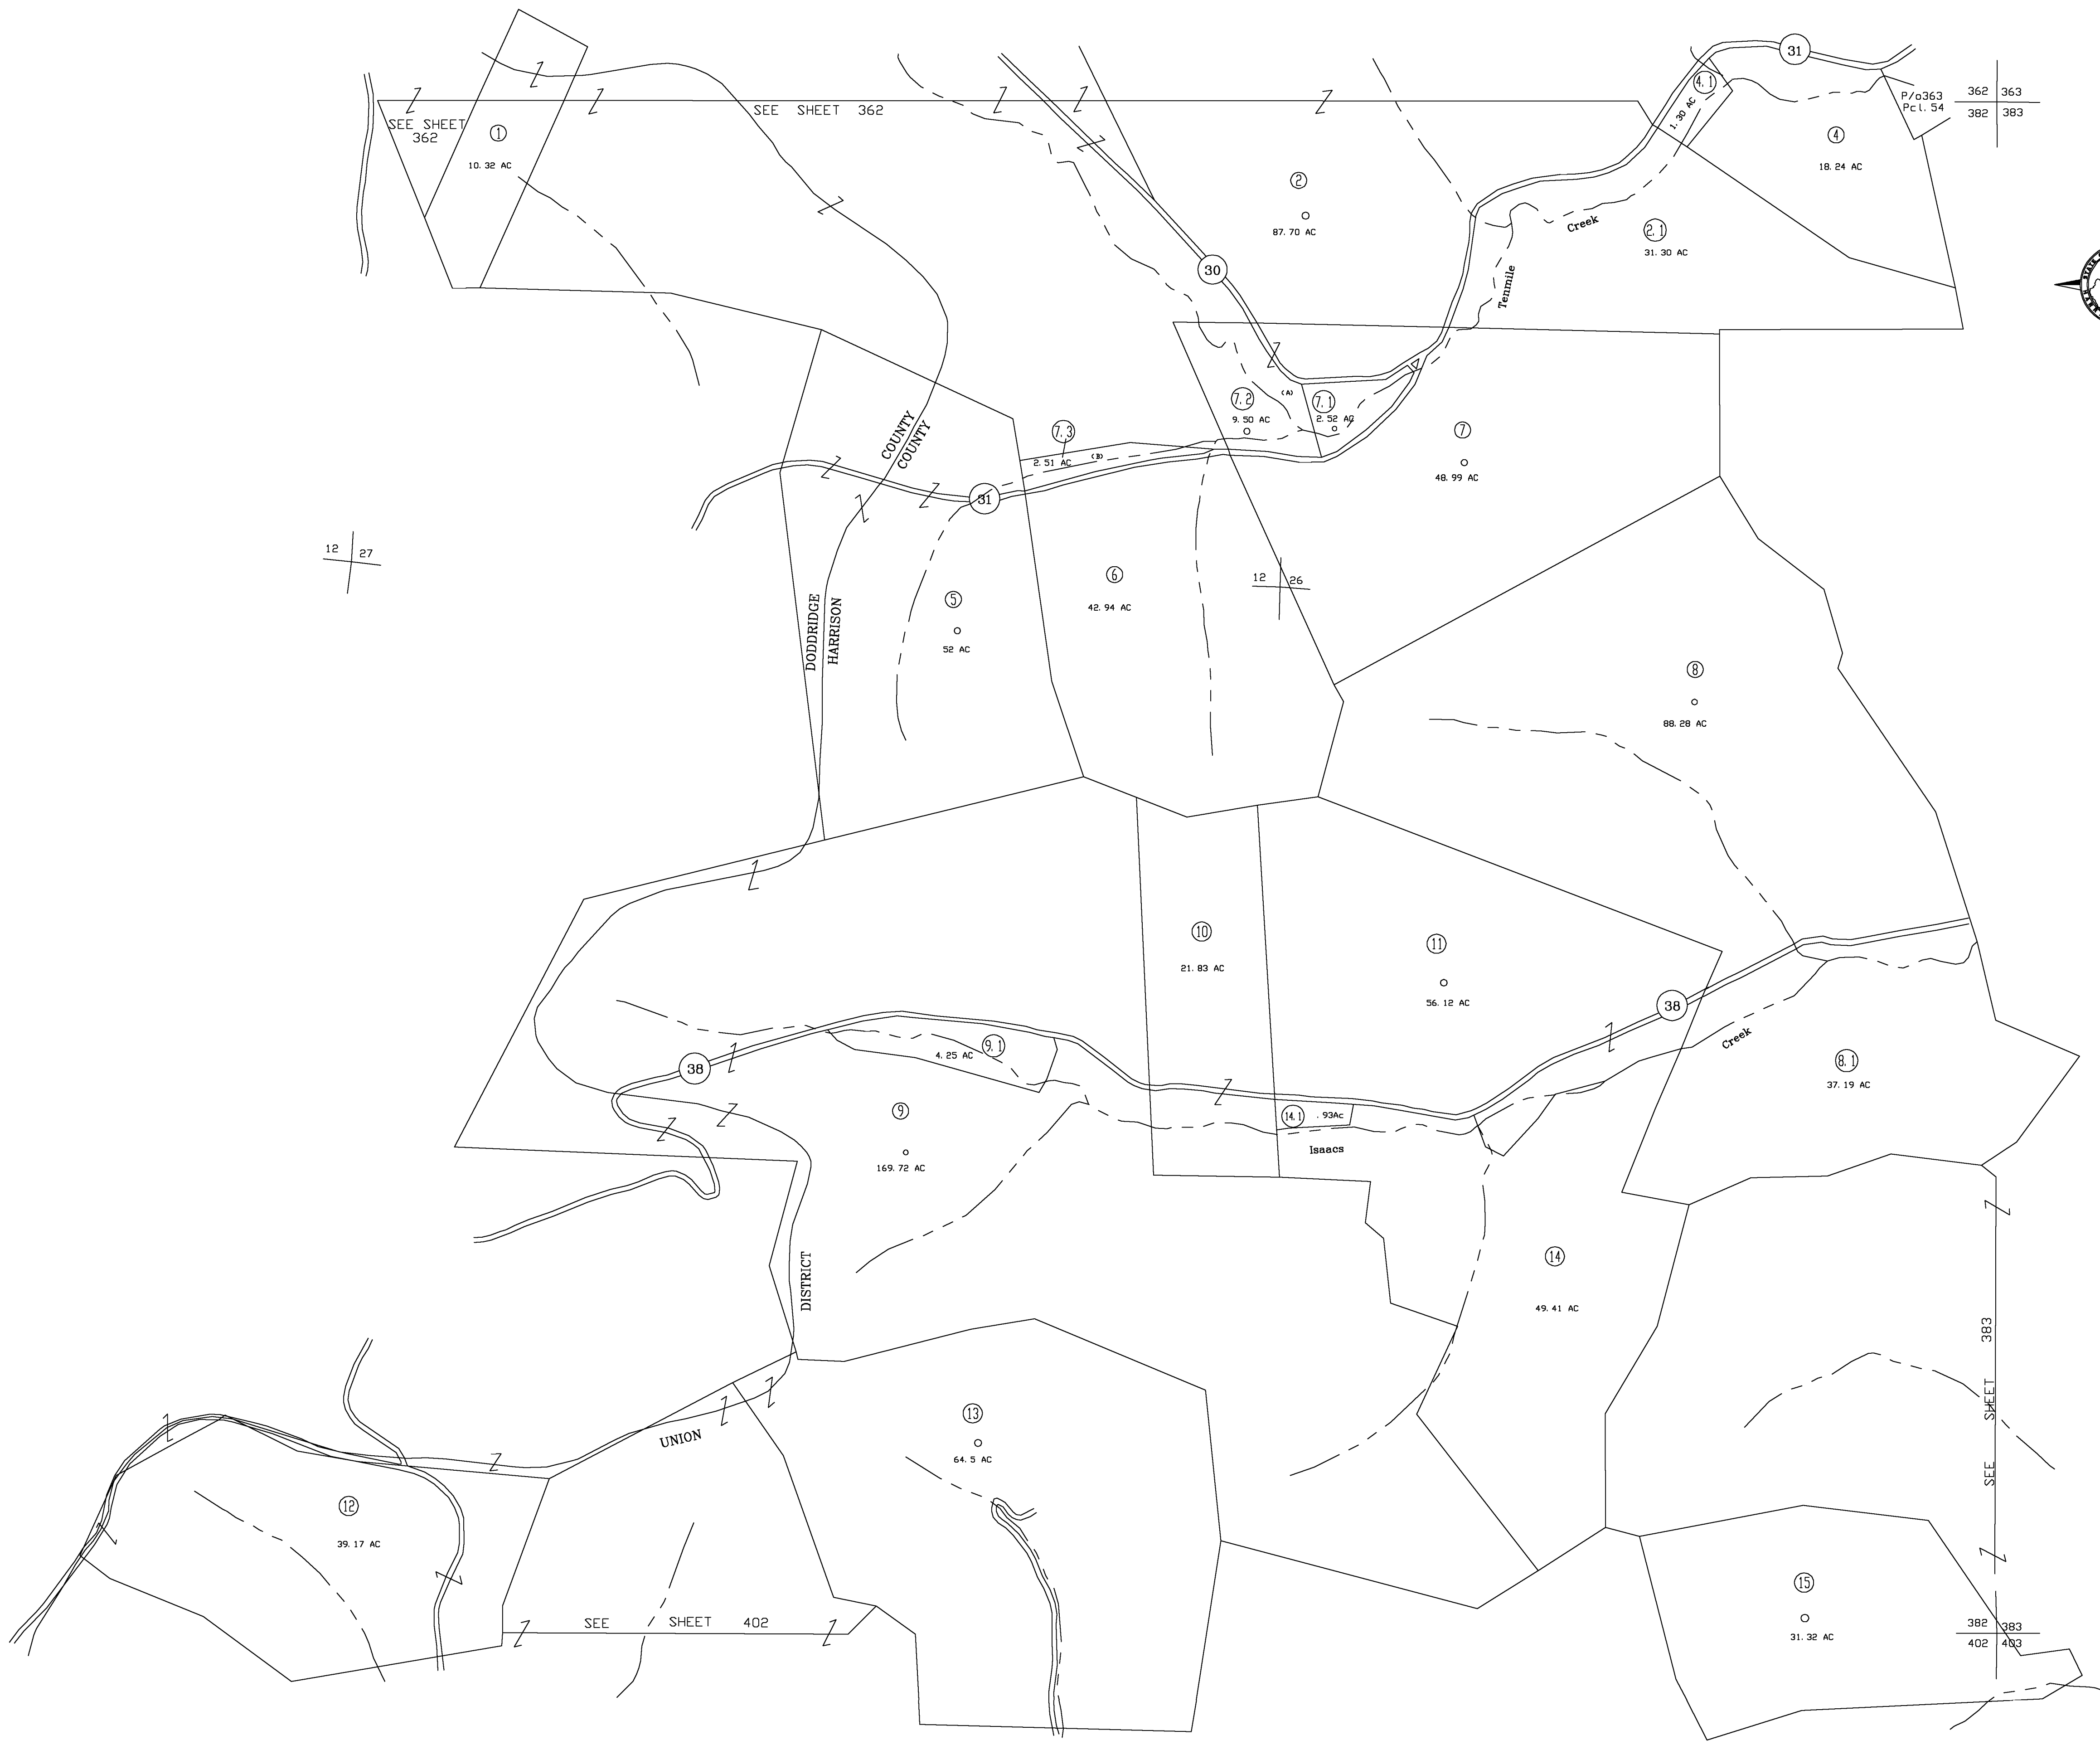 31
4.1
1.30 AC
P/o363
Pcl. 54
362 363
382 383
SEE SHEET
362
SEE SHEET 362
1
10.32 AC
2
87.70 AC
4
18.24 AC
Creek
2.1
31.30 AC
30
Tenmile
7.2
(A)
9.50 AC
7.1
2.52 AC
7
48.99 AC
7.3
2.51 AC
(B)
COUNTY
COUNTY
31
12 27
12 26
5
52 AC
6
42.94 AC
DODDRIDGE
HARRISON
8
88.28 AC
10
21.83 AC
11
56.12 AC
38
Creek
9.1
4.25 AC
38
8.1
37.19 AC
9
169.72 AC
14.1
.93Ac
Isaacs
14
49.41 AC
DISTRICT
UNION
SEE SHEET 383
13
64.5 AC
12
39.17 AC
15
31.32 AC
SEE SHEET 402
382 383
402 403